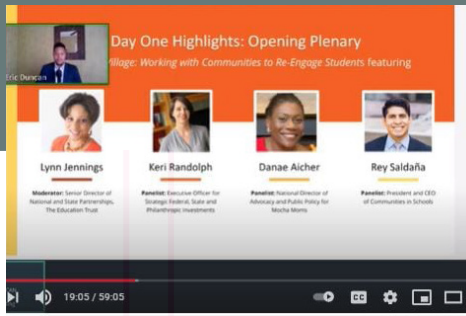 Day One Highlights: Opening Plenary
Village: Working with Communities to Re-Engage Students featuring
Eric Duncan
Lynn Jennings
Keri Randolph
Danae Aicher
Rey Saldaña
Moderator: Senior Director of
National and State Partnerships,
The Education Trust
Panelist: Executive Officer for
Strategic Federal, State and
Philanthropic Investments
Panelist: National Director of
Advocacy and Public Policy for
Mocha Moms
Panelist: President and CEO
of Communities in Schools
19:05 / 59:05
CC